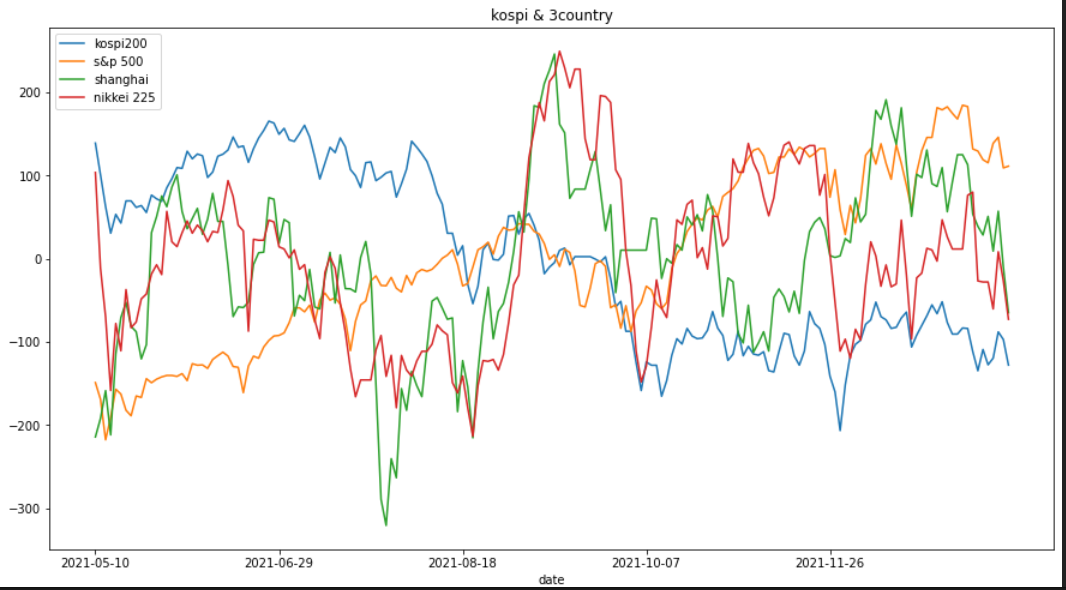 kospi & 3country
kospi200
s&p 500
shanghai
nikkei 225
200
100
0
−100
−200
−300
2021-05-10
2021-06-29
2021-08-18
2021-10-07
2021-11-26
date